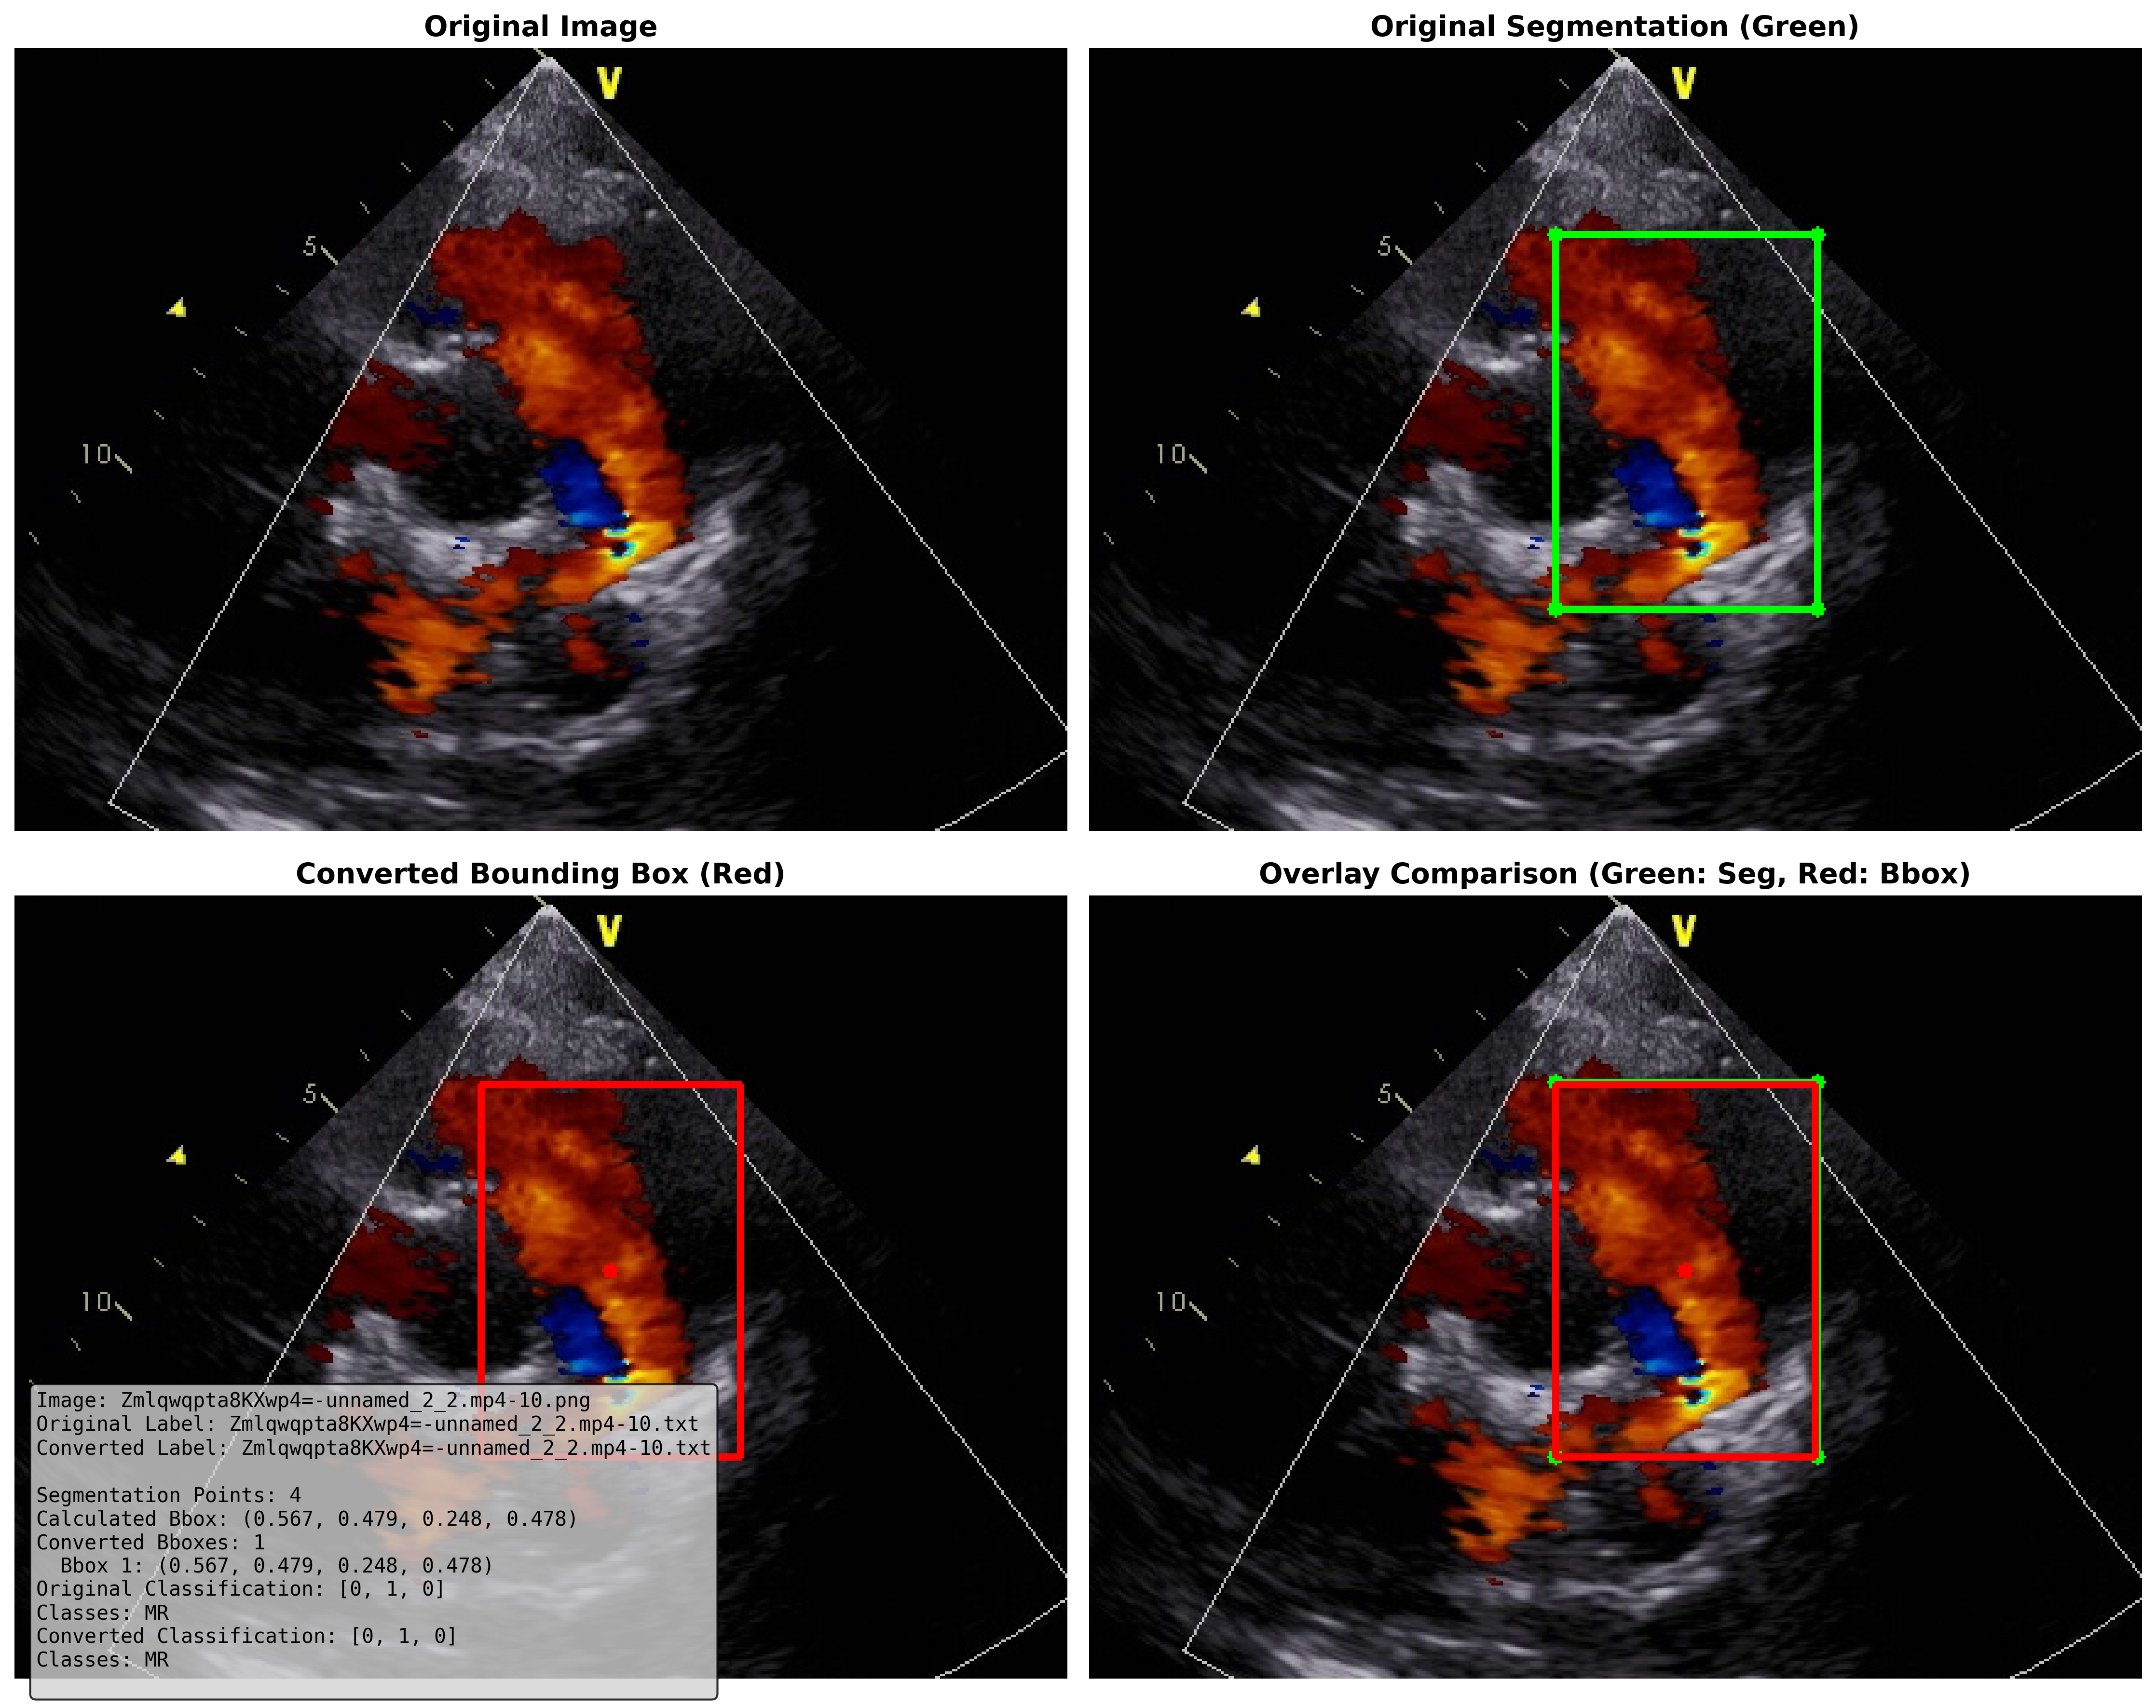 Original Image
Original Segmentation (Green)
V
5
10
V
5
10
Converted Bounding Box (Red)
Overlay Comparison (Green: Seg, Red: Bbox)
V
5
10
V
5
10
Image: Zmlqwqpta8KXwp4=-unnamed_2_2.mp4-10.png
Original Label: Zmlqwqpta8KXwp4=-unnamed_2_2.mp4-10.txt
Converted Label: Zmlqwqpta8KXwp4=-unnamed_2_2.mp4-10.txt
Segmentation Points: 4
Calculated Bbox: (0.567, 0.479, 0.248, 0.478)
Converted Bboxes: 1
Bbox 1: (0.567, 0.479, 0.248, 0.478)
Original Classification: [0, 1, 0]
Classes: MR
Converted Classification: [0, 1, 0]
Classes: MR